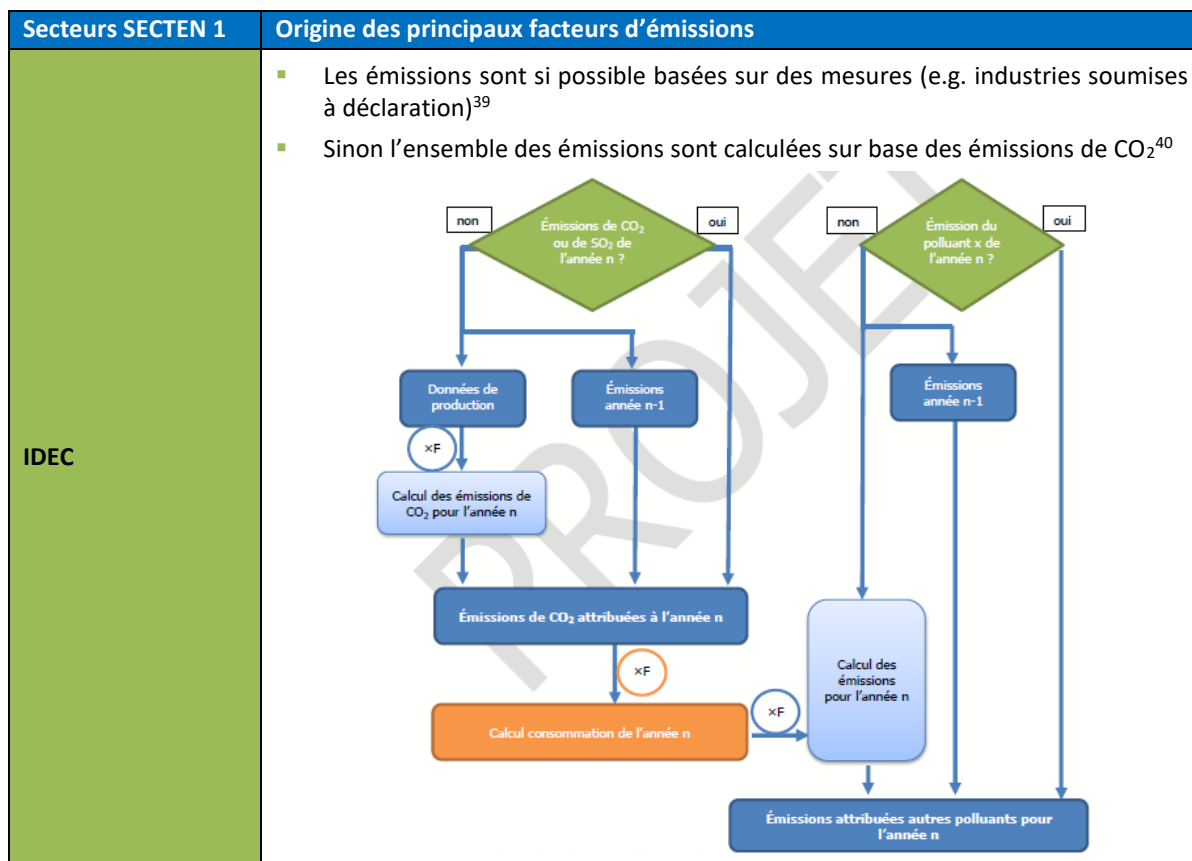 Secteurs SECTEN 1
Origine des principaux facteurs d’émissions
IDEC
▪ Les émissions sont si possible basées sur des mesures (e.g. industries soumises
à déclaration)39
▪ Sinon l’ensemble des émissions sont calculées sur base des émissions de CO240
non
Émissions de CO2
ou de SO2 de
l’année n ?
oui
non
Émission du
polluant x de
l’année n ?
oui
Données de
production
Émissions
année n-1
Émissions
année n-1
×F
Calcul des émissions de
CO2 pour l’année n
Émissions de CO2 attribuées à l’année n
×F
Calcul consommation de l’année n
×F
Calcul des
émissions
pour l’année n
Émissions attribuées autres polluants pour
l’année n
PROJET